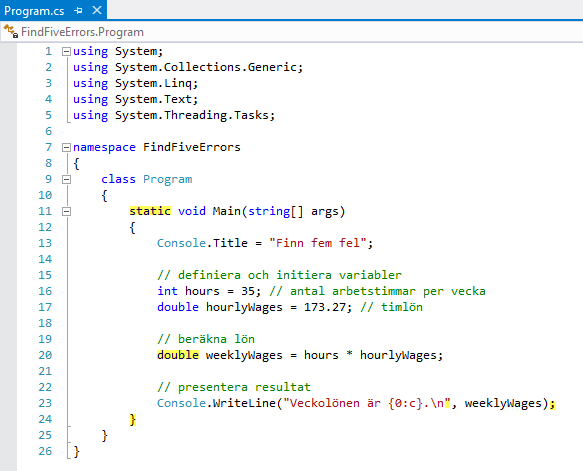 Program.cs
FindFiveErrors.Program
1 using System;
2 using System.Collections.Generic;
3 using System.Linq;
4 using System.Text;
5 using System.Threading.Tasks;
6
7 namespace FindFiveErrors
8 {
9     class Program
10     {
11         static void Main(string[] args)
12         {
13             Console.Title = "Finn fem fel";
14
15             // definiera och initiera variabler
16             int hours = 35; // antal arbetstimmar per vecka
17             double hourlyWages = 173.27; // timlön
18
19             // beräkna lön
20             double weeklyWages = hours * hourlyWages;
21
22             // presentera resultat
23             Console.WriteLine("Veckolönen är {0:c}.\n", weeklyWages);
24         }
25     }
26 }